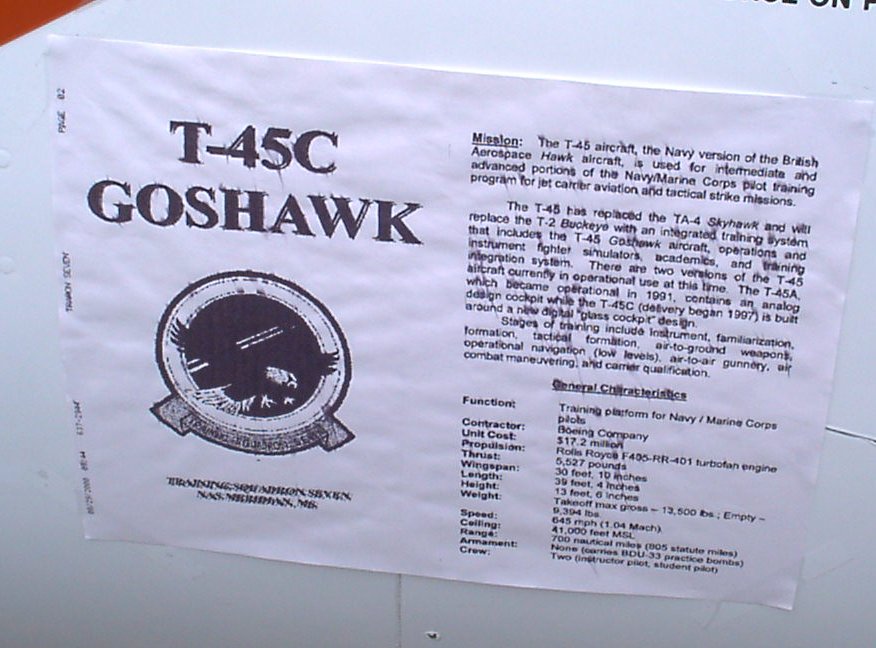 ON
PAGE 02
T-45C
GOSHAWK
TRARON SEVEN
637-2944
08/29/2000 08:44
TRAINING SQUADRON SEVEN
NAS MERIDIAN, MS.
Mission: The T-45 aircraft, the Navy version of the British
Aerospace Hawk aircraft, is used for intermediate and
advanced portions of the Navy/Marine Corps pilot training
program for jet carrier aviation and tactical strike missions.
The T-45 has replaced the TA-4 Skyhawk and will
replace the T-2 Buckeye with an integrated training system
that includes the T-45 Goshawk aircraft, operations and
instrument fighter simulators, academics, and training
integration system. There are two versions of the T-45
aircraft currently in operational use at this time. The T-45A,
which became operational in 1991, contains an analog
design cockpit while the T-45C (delivery began 1997) is built
around a new digital "glass cockpit" design.
Stages of training include instrument, familiarization,
formation, tactical formation, air-to-ground weapons,
operational navigation (low levels), air-to-air gunnery, air
combat maneuvering, and carrier qualification.
General Characteristics
Function: Training platform for Navy / Marine Corps
pilots
Contractor: Boeing Company
Unit Cost: $17.2 million
Propulsion: Rolls Royce F405-RR-401 turbofan engine
Thrust: 5,527 pounds
Wingspan: 30 feet, 10 inches
Length: 39 feet, 4 inches
Height: 13 feet, 6 inches
Weight: Takeoff max gross – 13,500 lbs.; Empty –
9,394 lbs.
Speed: 645 mph (1.04 Mach)
Ceiling: 41,000 feet MSL
Range: 700 nautical miles (805 statute miles)
Armament: None (carries BDU-33 practice bombs)
Crew: Two (instructor pilot, student pilot)